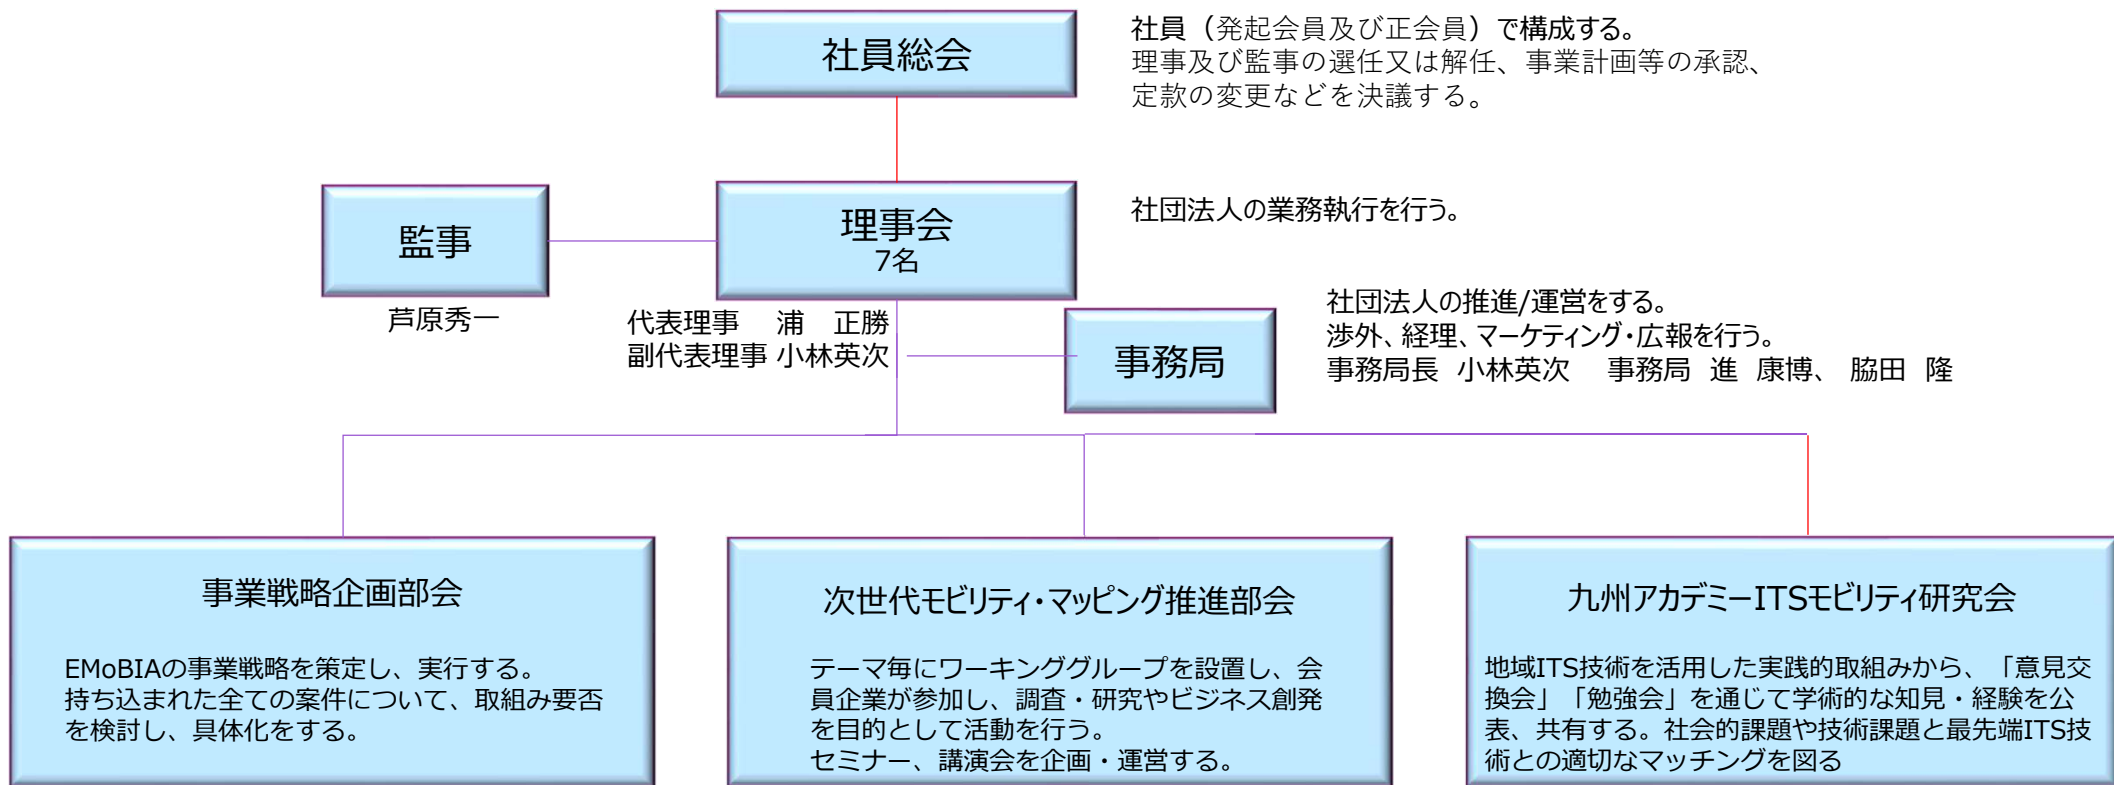 社員総会
社員（発起会員及び正会員）で構成する。
理事及び監事の選任又は解任、事業計画等の承認、
定款の変更などを決議する。
監事
芦原秀一
理事会
7名
社団法人の業務執行を行う。
代表理事　浦　正勝
副代表理事 小林英次
事務局
社団法人の推進/運営をする。
渉外、経理、マーケティング・広報を行う。
事務局長 小林英次　事務局 進 康博、 脇田 隆
事業戦略企画部会
EMoBIAの事業戦略を策定し、実行する。
持ち込まれた全ての案件について、取組み要否
を検討し、具体化をする。
次世代モビリティ・マッピング推進部会
テーマ毎にワーキンググループを設置し、会
員企業が参加し、調査・研究やビジネス創発
を目的として活動を行う。
セミナー、講演会を企画・運営する。
九州アカデミーITSモビリティ研究会
地域ITS技術を活用した実践的取組みから、「意見交
換会」「勉強会」を通じて学術的な知見・経験を公
表、共有する。社会的課題や技術課題と最先端ITS技
術との適切なマッチングを図る